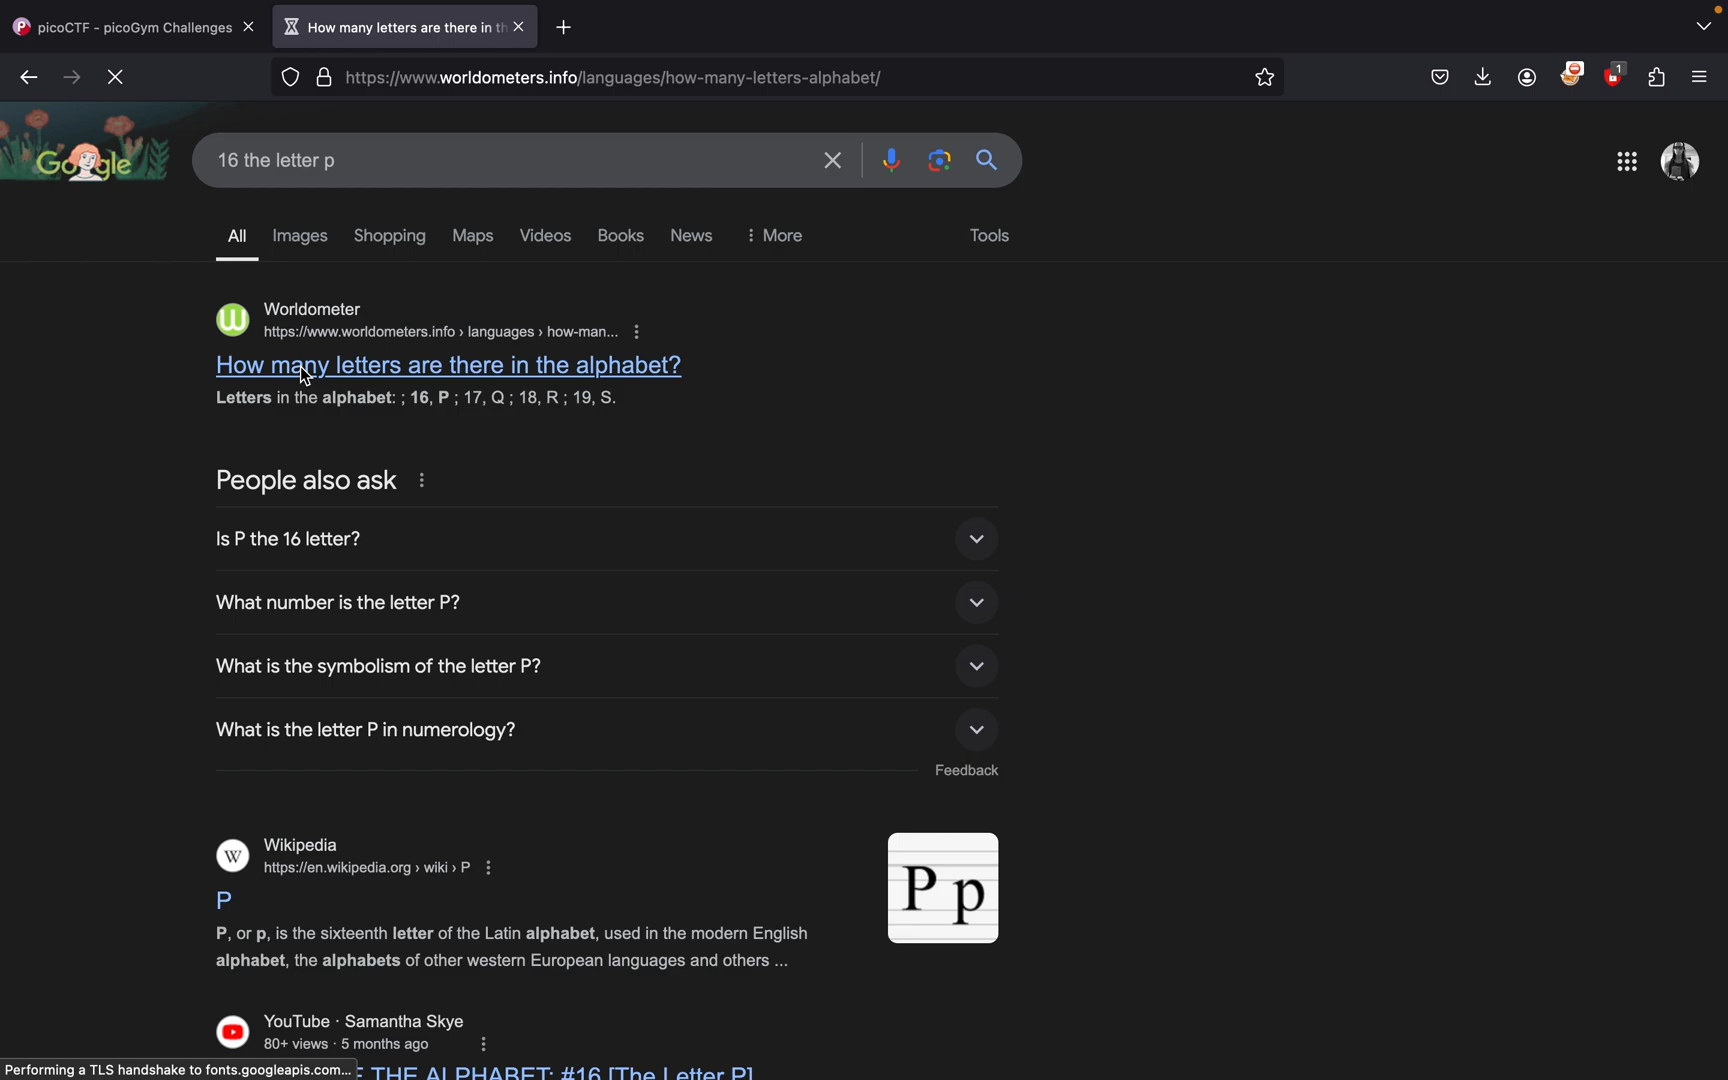 picoCTF - picoGym Challenges
How many letters are there in th
https://www.worldometers.info/languages/how-many-letters-alphabet/
1
Google
16 the letter p
All Images Shopping Maps Videos Books News More Tools
Worldometer
https://www.worldometers.info › languages › how-man...
How many letters are there in the alphabet?
Letters in the alphabet: ; 16, P ; 17, Q ; 18, R ; 19, S.
People also ask
Is P the 16 letter?
What number is the letter P?
What is the symbolism of the letter P?
What is the letter P in numerology?
Feedback
Wikipedia
https://en.wikipedia.org › wiki › P
P
P, or p, is the sixteenth letter of the Latin alphabet, used in the modern English
alphabet, the alphabets of other western European languages and others ...
P p
YouTube · Samantha Skye
80+ views · 5 months ago
THE ALPHABET: #16 [The Letter P]
Performing a TLS handshake to fonts.googleapis.com...